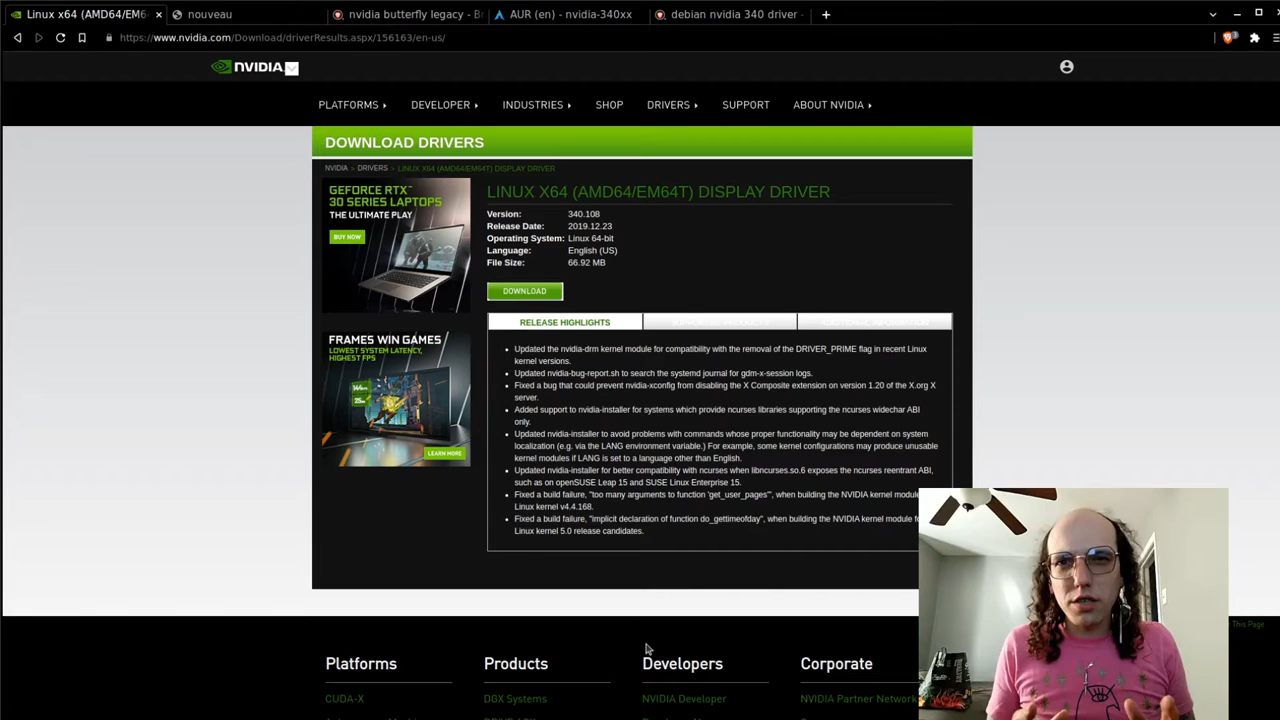 Linux x64 (AMD64/EM6
nouveau
nvidia butterfly legacy - Br
AUR (en) - nvidia-340xx
debian nvidia 340 driver -
https://www.nvidia.com/Download/driverResults.aspx/156163/en-us/
3
NVIDIA
PLATFORMS DEVELOPER INDUSTRIES SHOP DRIVERS SUPPORT ABOUT NVIDIA
DOWNLOAD DRIVERS
NVIDIA > DRIVERS > LINUX X64 (AMD64/EM64T) DISPLAY DRIVER
GEFORCE RTX™
30 SERIES LAPTOPS
THE ULTIMATE PLAY
BUY NOW
LINUX X64 (AMD64/EM64T) DISPLAY DRIVER
Version: 340.108
Release Date: 2019.12.23
Operating System: Linux 64-bit
Language: English (US)
File Size: 66.92 MB
DOWNLOAD
RELEASE HIGHLIGHTS
SUPPORTED PRODUCTS
ADDITIONAL INFORMATION
FRAMES WIN GAMES
LOWEST SYSTEM LATENCY,
HIGHEST FPS
LEARN MORE
Updated the nvidia-drm kernel module for compatibility with the removal of the DRIVER_PRIME flag in recent Linux
kernel versions.
Updated nvidia-bug-report.sh to search the systemd journal for gdm-x-session logs.
Fixed a bug that could prevent nvidia-xconfig from disabling the X Composite extension on version 1.20 of the X.org X
server.
Added support to nvidia-installer for systems which provide ncurses libraries supporting the ncurses widechar ABI
only.
Updated nvidia-installer to avoid problems with commands whose proper functionality may be dependent on system
localization (e.g. via the LANG environment variable.) For example, some kernel configurations may produce unusable
kernel modules if LANG is set to a language other than English.
Updated nvidia-installer for better compatibility with ncurses when libncurses.so.6 exposes the ncurses reentrant ABI,
such as on openSUSE Leap 15 and SUSE Linux Enterprise 15.
Fixed a build failure, "too many arguments to function 'get_user_pages'", when building the NVIDIA kernel module
Linux kernel v4.4.168.
Fixed a build failure, "implicit declaration of function do_gettimeofday", when building the NVIDIA kernel module fo
Linux kernel 5.0 release candidates.
This Page
Platforms
Products
Developers
Corporate
CUDA-X
DGX Systems
NVIDIA Developer
NVIDIA Partner Network